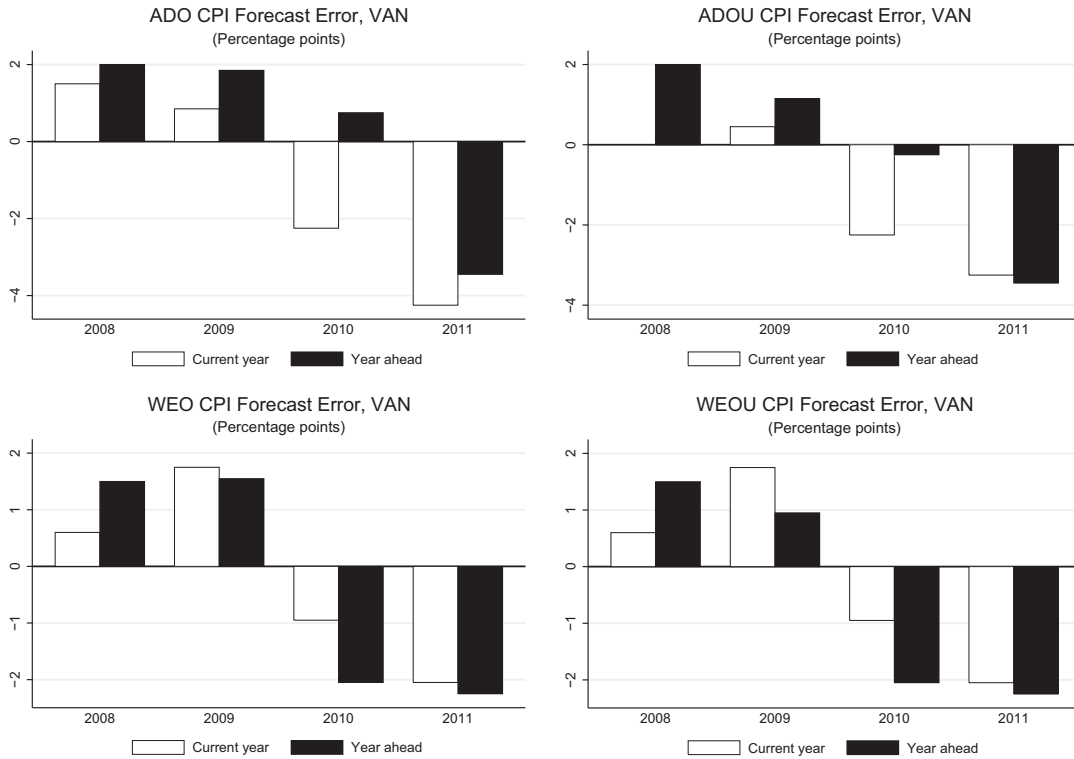 ADO CPI Forecast Error, VAN
(Percentage points)
2
0
−2
−4
2008 2009 2010 2011
Current year Year ahead
ADOU CPI Forecast Error, VAN
(Percentage points)
2
0
−2
−4
2008 2009 2010 2011
Current year Year ahead
WEO CPI Forecast Error, VAN
(Percentage points)
2
1
0
−1
−2
2008 2009 2010 2011
Current year Year ahead
WEOU CPI Forecast Error, VAN
(Percentage points)
2
1
0
−1
−2
2008 2009 2010 2011
Current year Year ahead